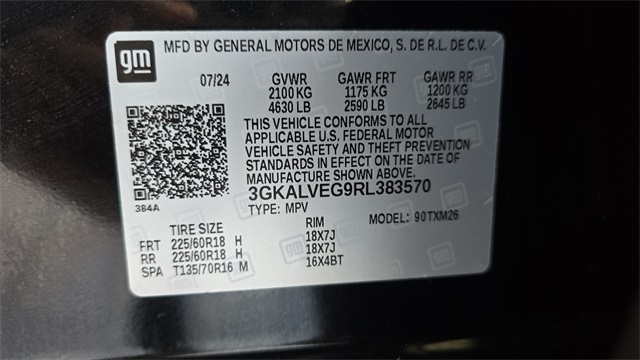 gm
MFD BY GENERAL MOTORS DE MEXICO, S. DE R.L. DE C.V.
07/24 GVWR GAWR FRT GAWR RR
2100 KG 1175 KG 1200 KG
4630 LB 2590 LB 2645 LB
THIS VEHICLE CONFORMS TO ALL
APPLICABLE U.S. FEDERAL MOTOR
VEHICLE SAFETY AND THEFT PREVENTION
STANDARDS IN EFFECT ON THE DATE OF
MANUFACTURE SHOWN ABOVE.
384A
3GKALVEG9RL383570
TYPE: MPV MODEL: 90TXM26
TIRE SIZE RIM
FRT 225/60R18 H 18X7J
RR 225/60R18 H 18X7J
SPA T135/70R16 M 16X4BT